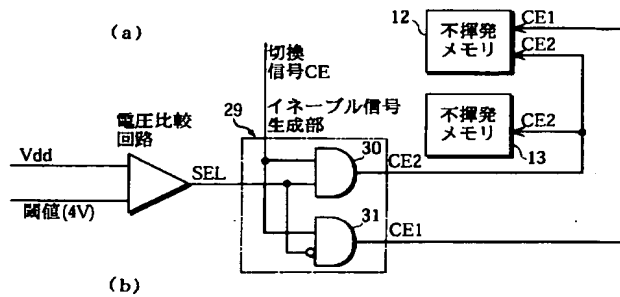 (a)
切換
信号CE
12
不揮発
メモリ
CE1
CE2
不揮発
メモリ
CE2
13
電圧比較
回路
29
イネーブル信号
生成部
Vdd
閾値(4V)
SEL
30
CE2
31
CE1
(b)